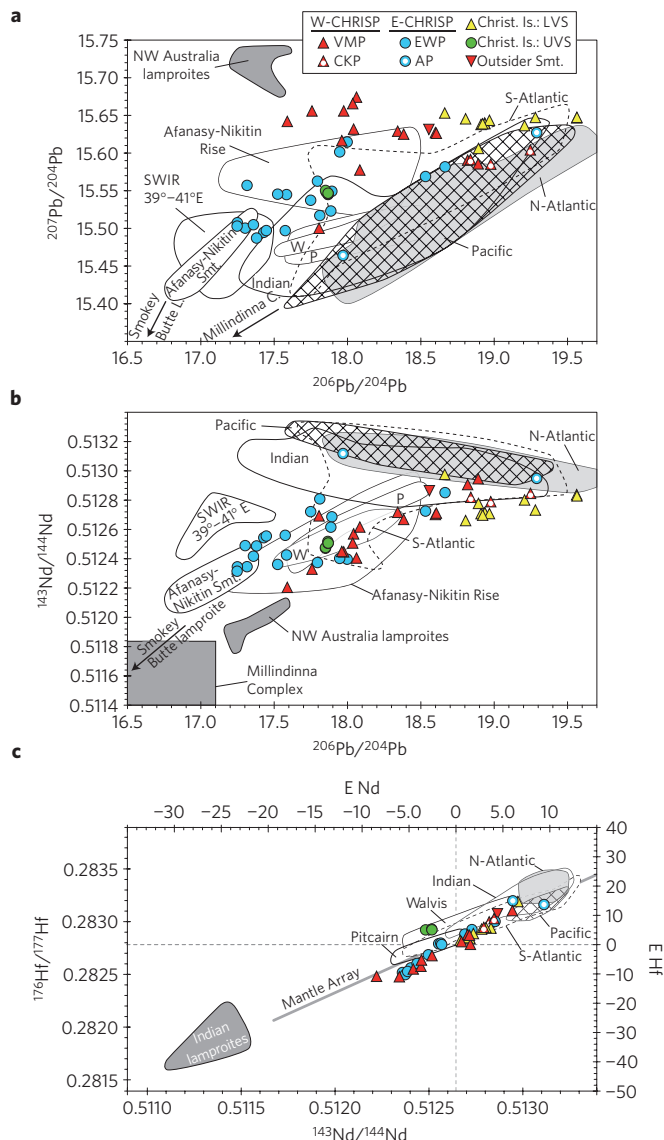 a
W-CHRISP E-CHRISP Christ. Is.: LVS
VMP EWP Christ. Is.: UVS
CKP AP Outsider Smt.
15.75
15.70
15.65
15.60
15.55
15.50
15.45
15.40
207Pb/204Pb
NW Australia
lamproites
Afanasy-Nikitin
Rise
SWIR
39°–41°E
S-Atlantic
N-Atlantic
Pacific
Afanasy-Nikitin
Smt
W
P
Indian
Smokey
Butte L.
Millindinna C.
16.5 17.0 17.5 18.0 18.5 19.0 19.5
206Pb/204Pb
b
0.5132
0.5130
0.5128
0.5126
0.5124
0.5122
0.5120
0.5118
0.5116
0.5114
143Nd/144Nd
Pacific
N-Atlantic
Indian
SWIR
39°–41° E
P
W
S-Atlantic
Afanasy-
Nikitin Smt.
Afanasy-Nikitin Rise
Smokey
Butte lamproite
NW Australia lamproites
Millindinna
Complex
16.5 17.0 17.5 18.0 18.5 19.0 19.5
206Pb/204Pb
c
E Nd
−30 −25 −20 −15 −10 −5 0 5 10
0.2835
0.2830
0.2825
0.2820
0.2815
176Hf/177Hf
40
30
20
10
0
−10
−20
−30
−40
−50
E Hf
N-Atlantic
Indian
Walvis
Pitcairn
Pacific
S-Atlantic
Mantle Array
Indian
lamproites
0.5110 0.5115 0.5120 0.5125 0.5130
143Nd/144Nd